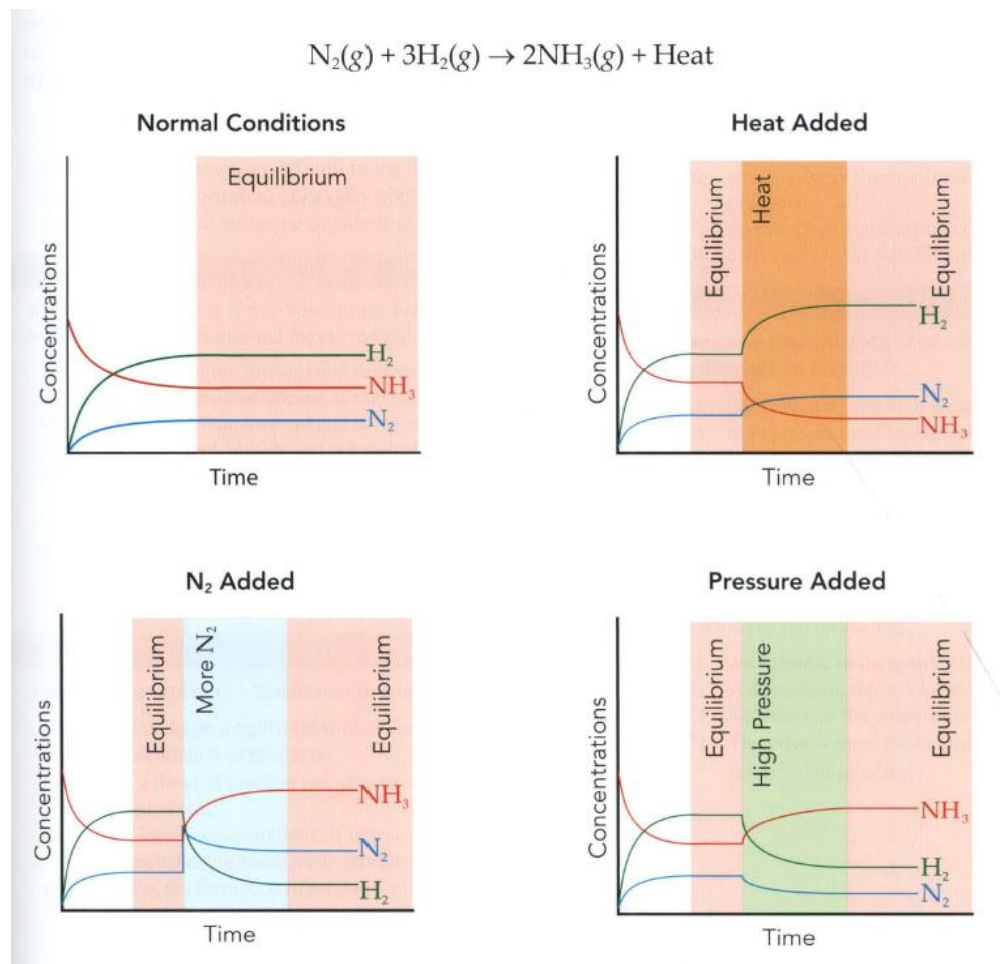 N₂(g) + 3H₂(g) → 2NH₃(g) + Heat
Normal Conditions
Equilibrium
Concentrations
H₂
NH₃
N₂
Time
Heat Added
Equilibrium
Heat
Equilibrium
Concentrations
H₂
N₂
NH₃
Time
N₂ Added
Equilibrium
More N₂
Equilibrium
Concentrations
NH₃
N₂
H₂
Time
Pressure Added
Equilibrium
High Pressure
Equilibrium
Concentrations
NH₃
H₂
N₂
Time